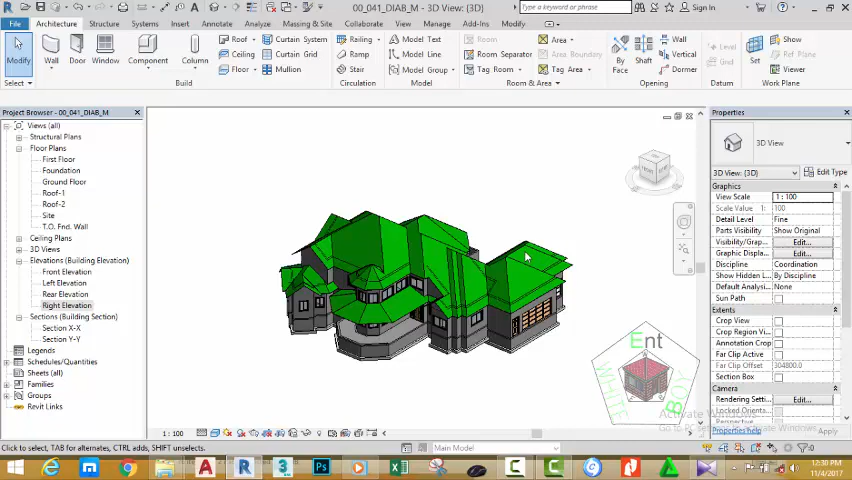 00_041_DIAB_M - 3D View: {3D}
Type a keyword or phrase
Sign In
File Architecture Structure Systems Insert Annotate Analyze Massing & Site Collaborate View Manage Add-Ins Modify
Modify Wall Door Window Component Column
Roof
Ceiling
Floor
Curtain System
Curtain Grid
Mullion
Railing
Ramp
Stair
Model Text
Model Line
Model Group
Room
Room Separator
Tag Room
Area
Area Boundary
Tag Area
By Face
Shaft
Wall
Vertical
Dormer
Level
Grid
Set
Show
Ref Plane
Viewer
Select Build Circulation Model Room & Area Opening Datum Work Plane
Project Browser - 00_041_DIAB_M
Views (all)
Structural Plans
Floor Plans
First Floor
Foundation
Ground Floor
Roof-1
Roof-2
Site
T.O. Fnd. Wall
Ceiling Plans
3D Views
Elevations (Building Elevation)
Front Elevation
Left Elevation
Rear Elevation
Right Elevation
Sections (Building Section)
Section X-X
Section Y-Y
Legends
Schedules/Quantities
Sheets (all)
Families
Groups
Revit Links
Ent
WHITE
BOY
Activate Windows
Properties
3D View
3D View: {3D} Edit Type
Graphics
View Scale 1 : 100
Scale Value 1: 100
Detail Level Fine
Parts Visibility Show Original
Visibility/Grap... Edit...
Graphic Displa... Edit...
Discipline Coordination
Show Hidden L... By Discipline
Default Analysi... None
Sun Path
Extents
Crop View
Crop Region Vi...
Annotation Crop
Far Clip Active
Far Clip Offset 304800.0
Section Box
Camera
Rendering Setti... Edit...
Properties help Apply
1 : 100
Click to select, TAB for alternates, CTRL adds, SHIFT unselects.
Main Model
:0
12:30 PM
11/4/2017